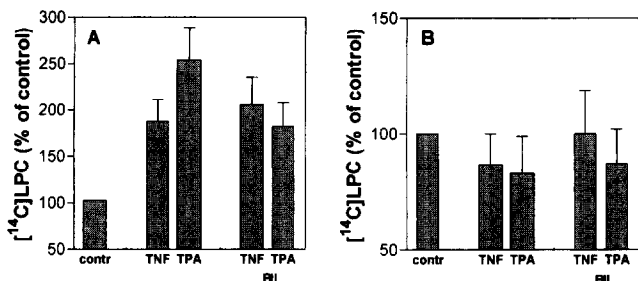 A
[14C]LPC (% of control)
300
250
200
150
100
50
contr TNF TPA TNF TPA
B
[14C]LPC (% of control)
150
100
50
contr TNF TPA TNF TPA